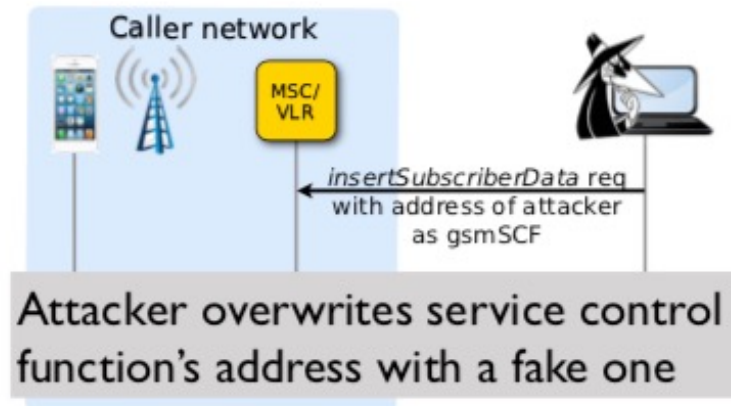 Caller network
MSC/
VLR
insertSubscriberData req
with address of attacker
as gsmSCF
Attacker overwrites service control
function's address with a fake one